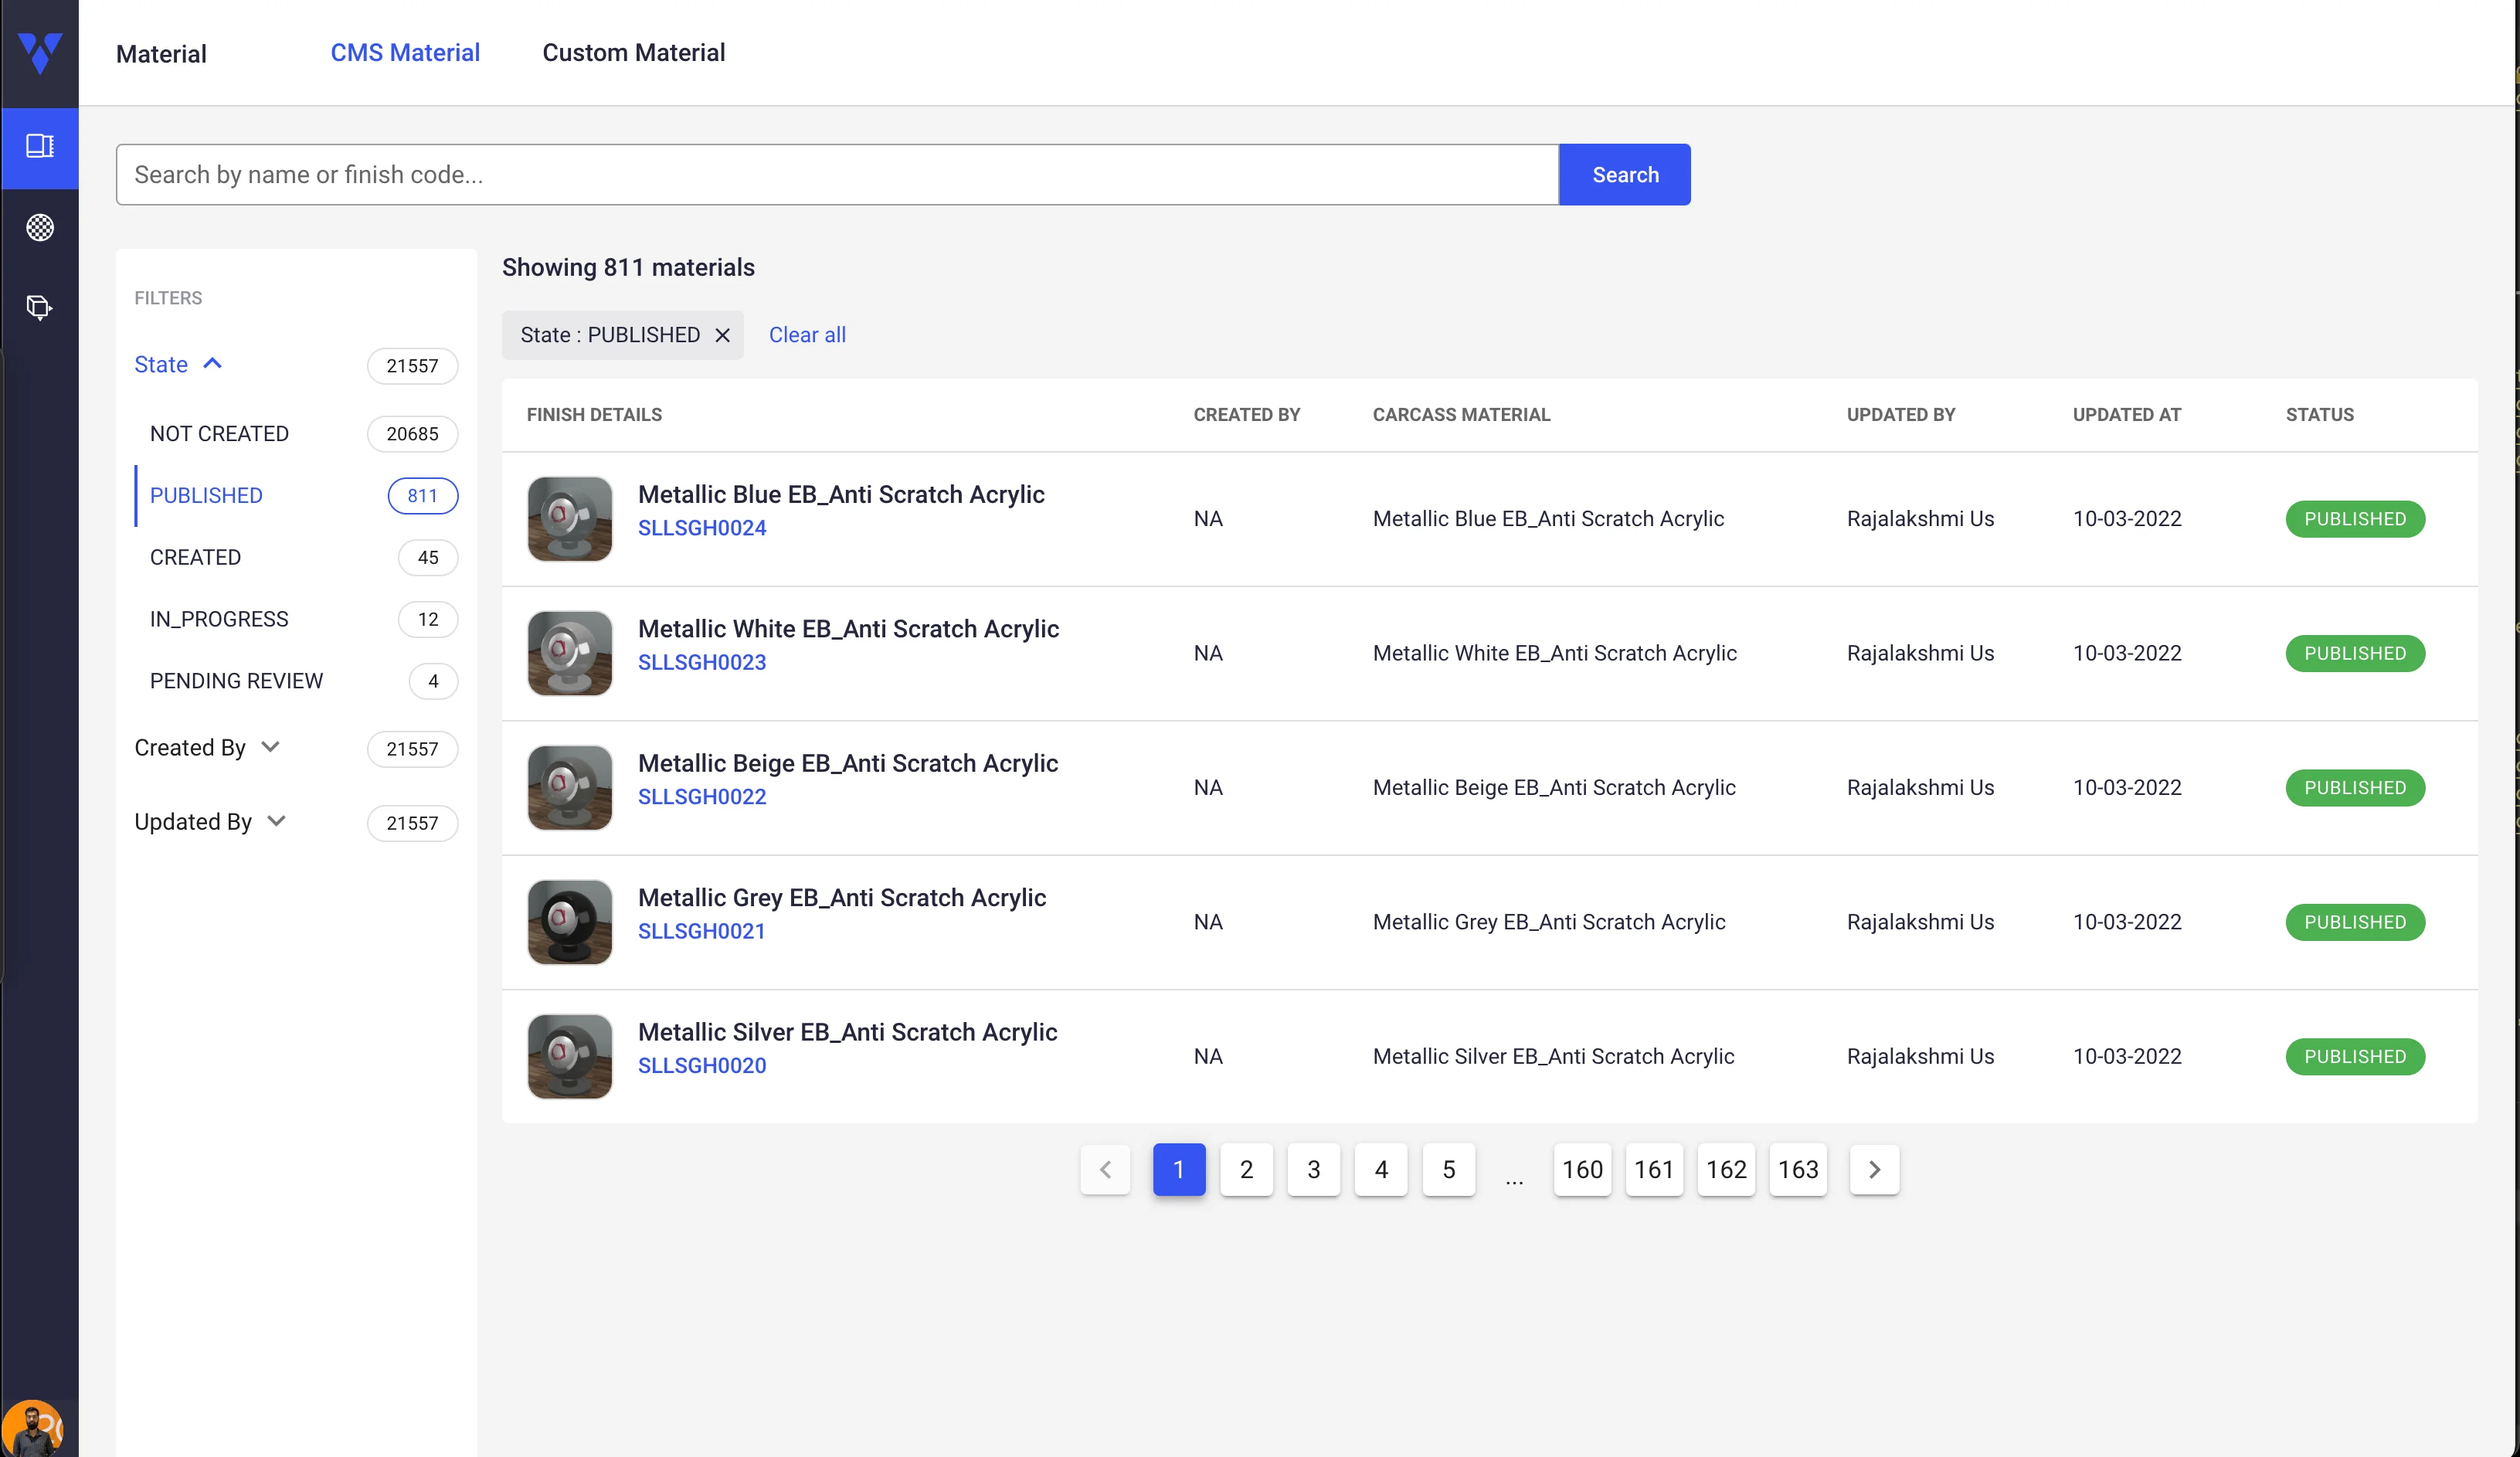 Material
CMS Material
Custom Material
Search by name or finish code...
Search
FILTERS
State 21557
NOT CREATED 20685
PUBLISHED 811
CREATED 45
IN_PROGRESS 12
PENDING REVIEW 4
Created By 21557
Updated By 21557
Showing 811 materials
State : PUBLISHED
Clear all
FINISH DETAILS CREATED BY CARCASS MATERIAL UPDATED BY UPDATED AT STATUS
Metallic Blue EB_Anti Scratch Acrylic
SLLSGH0024
NA Metallic Blue EB_Anti Scratch Acrylic Rajalakshmi Us 10-03-2022 PUBLISHED
Metallic White EB_Anti Scratch Acrylic
SLLSGH0023
NA Metallic White EB_Anti Scratch Acrylic Rajalakshmi Us 10-03-2022 PUBLISHED
Metallic Beige EB_Anti Scratch Acrylic
SLLSGH0022
NA Metallic Beige EB_Anti Scratch Acrylic Rajalakshmi Us 10-03-2022 PUBLISHED
Metallic Grey EB_Anti Scratch Acrylic
SLLSGH0021
NA Metallic Grey EB_Anti Scratch Acrylic Rajalakshmi Us 10-03-2022 PUBLISHED
Metallic Silver EB_Anti Scratch Acrylic
SLLSGH0020
NA Metallic Silver EB_Anti Scratch Acrylic Rajalakshmi Us 10-03-2022 PUBLISHED
1 2 3 4 5 ... 160 161 162 163